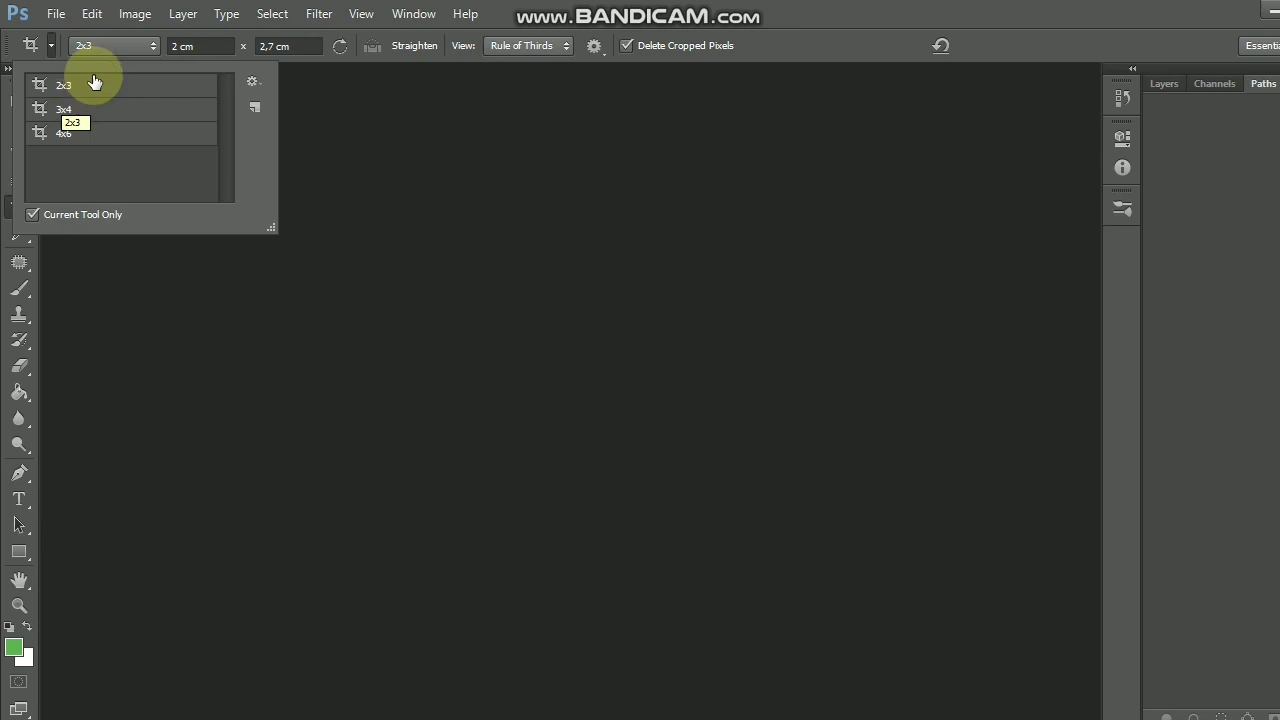 Ps File Edit Image Layer Type Select Filter View Window Help
www.BANDICAM.com
2x3 2 cm x 2,7 cm Straighten View: Rule of Thirds Delete Cropped Pixels
2x3
3x4
2x3
4x6
Current Tool Only
Layers Channels Paths
T